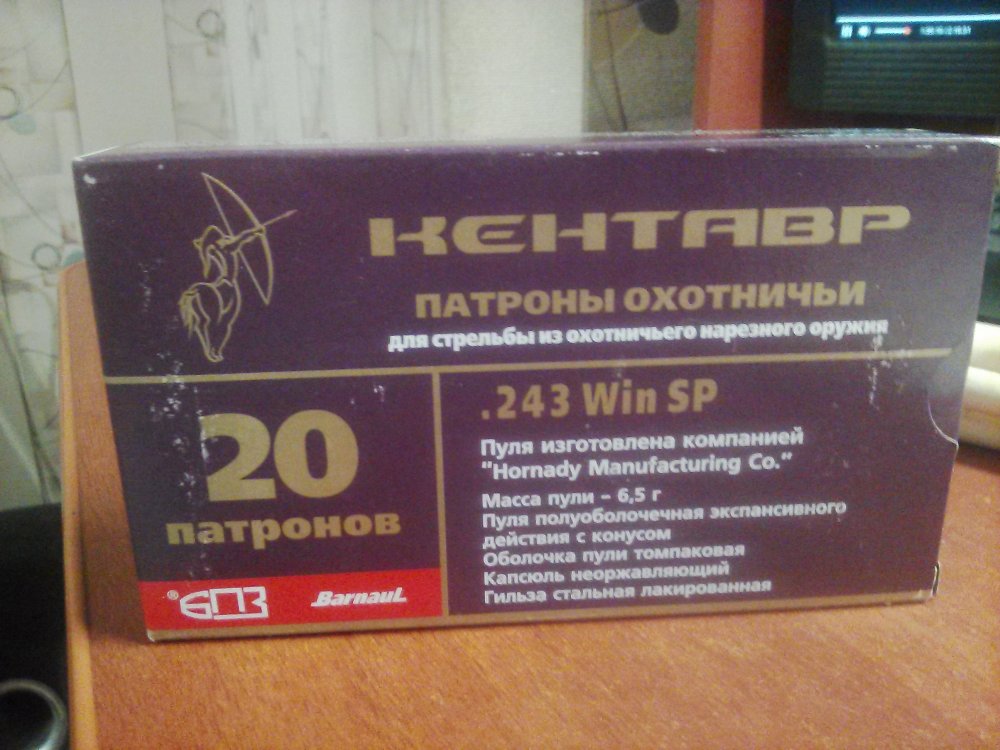 КЕНТАВР
ПАТРОНЫ ОХОТНИЧЬИ
для стрельбы из охотничьего нарезного оружия
20
патронов
.243 Win SP
Пуля изготовлена компанией
"Hornady Manufacturing Co."
Масса пули – 6,5 г
Пуля полуоболочечная экспансивного
действия с конусом
Оболочка пули томпаковая
Капсюль неоржавляющий
Гильза стальная лакированная
® БПЗ
Barnaul